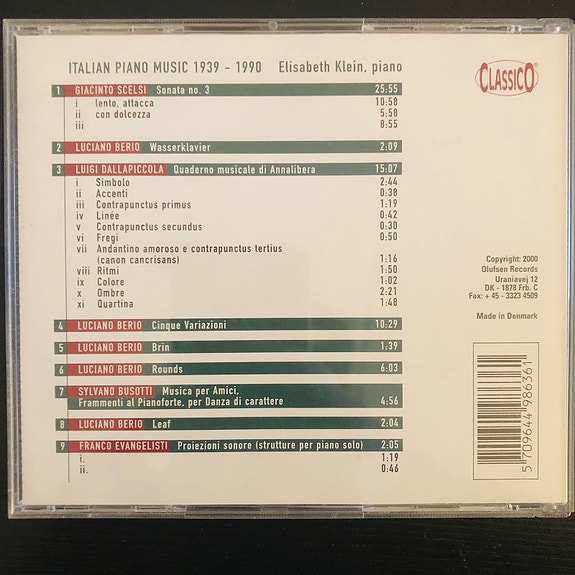 ITALIAN PIANO MUSIC 1939 - 1990 Elisabeth Klein, piano
CLASSICO®
1 GIACINTO SCELSI Sonata no. 3 25:55
i lento, attacca 10:58
ii con dolcezza 5:58
iii 8:55
2 LUCIANO BERIO Wasserklavier 2:09
3 LUIGI DALLAPICCOLA Quaderno musicale di Annalibera 15:07
i Simbolo 2:44
ii Accenti 0:38
iii Contrapunctus primus 1:19
iv Linée 0:42
v Contrapunctus secundus 0:30
vi Fregi 0:50
vii Andantino amoroso e contrapunctus tertius
(canon cancrisans) 1:16
viii Ritmi 1:50
ix Colore 1:02
x Ombre 2:21
xi Quartina 1:48
4 LUCIANO BERIO Cinque Variazioni 10:29
5 LUCIANO BERIO Brin 1:39
6 LUCIANO BERIO Rounds 6:03
7 SYLVANO BUSOTTI Musica per Amici,
Frammenti al Pianoforte, per Danza di carattere 4:56
8 LUCIANO BERIO Leaf 2:04
9 FRANCO EVANGELISTI Proiezioni sonore (strutture per piano solo) 2:05
i. 1:19
ii. 0:46
Copyright: 2000
Olufsen Records
Uraniavej 12
DK - 1878 Frb. C
Fax: + 45 - 3323 4509
Made in Denmark
5 709644 986361